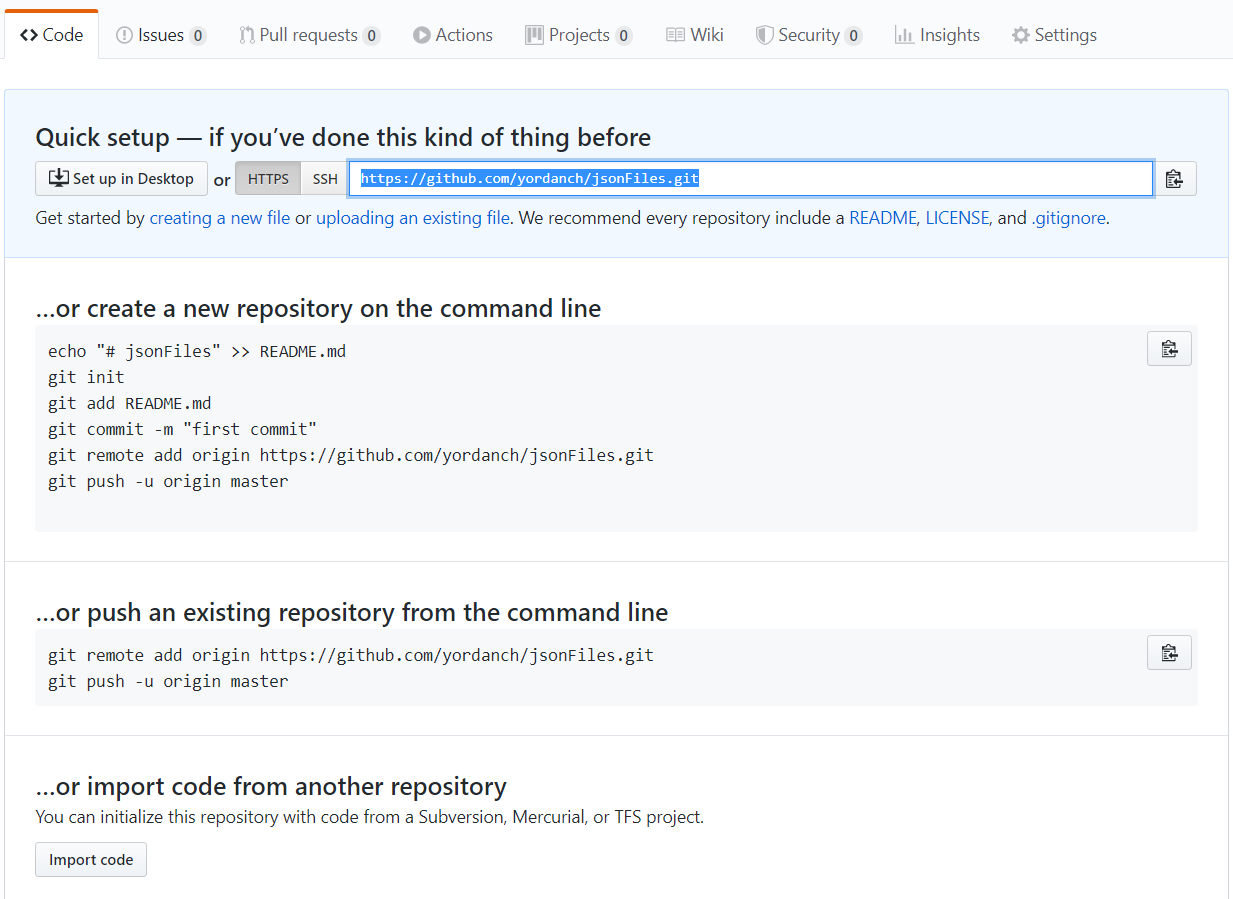 Code Issues 0 Pull requests 0 Actions Projects 0 Wiki Security 0 Insights Settings
Quick setup — if you’ve done this kind of thing before
Set up in Desktop or HTTPS SSH https://github.com/yordanch/jsonFiles.git
Get started by creating a new file or uploading an existing file. We recommend every repository include a README, LICENSE, and .gitignore.
…or create a new repository on the command line
echo "# jsonFiles" >> README.md
git init
git add README.md
git commit -m "first commit"
git remote add origin https://github.com/yordanch/jsonFiles.git
git push -u origin master
…or push an existing repository from the command line
git remote add origin https://github.com/yordanch/jsonFiles.git
git push -u origin master
…or import code from another repository
You can initialize this repository with code from a Subversion, Mercurial, or TFS project.
Import code